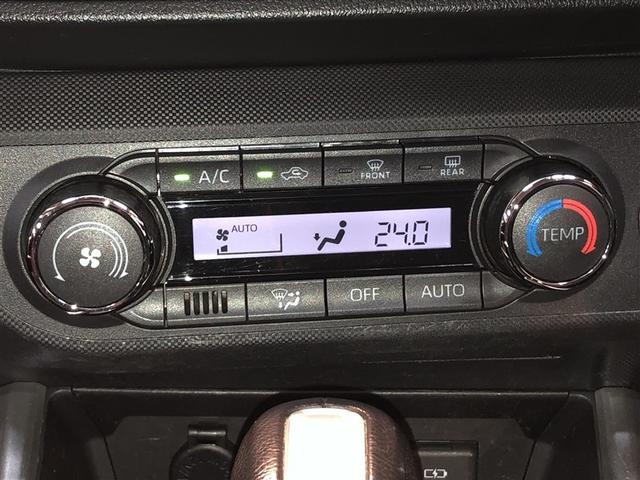 A/C
FRONT
REAR
AUTO
24.0
TEMP
OFF
AUTO